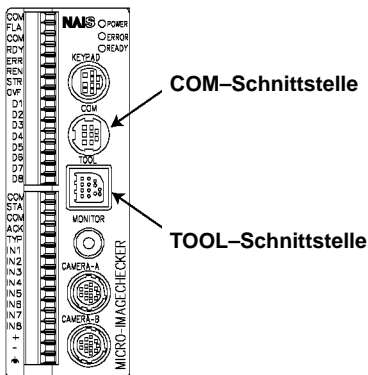 NAIS
POWER
ERROR
READY
KEYPAD
COM
TOOL
MONITOR
CAMERA-A
CAMERA-B
MICRO-IMAGECHECKER
COM
FLA
COM
RDY
ERR
REN
STR
OVF
D1
D2
D3
D4
D5
D6
D7
D8
COM
STA
COM
ACK
TYP
IN1
IN2
IN3
IN4
IN5
IN6
IN7
IN8
+
-
COM–Schnittstelle
TOOL–Schnittstelle